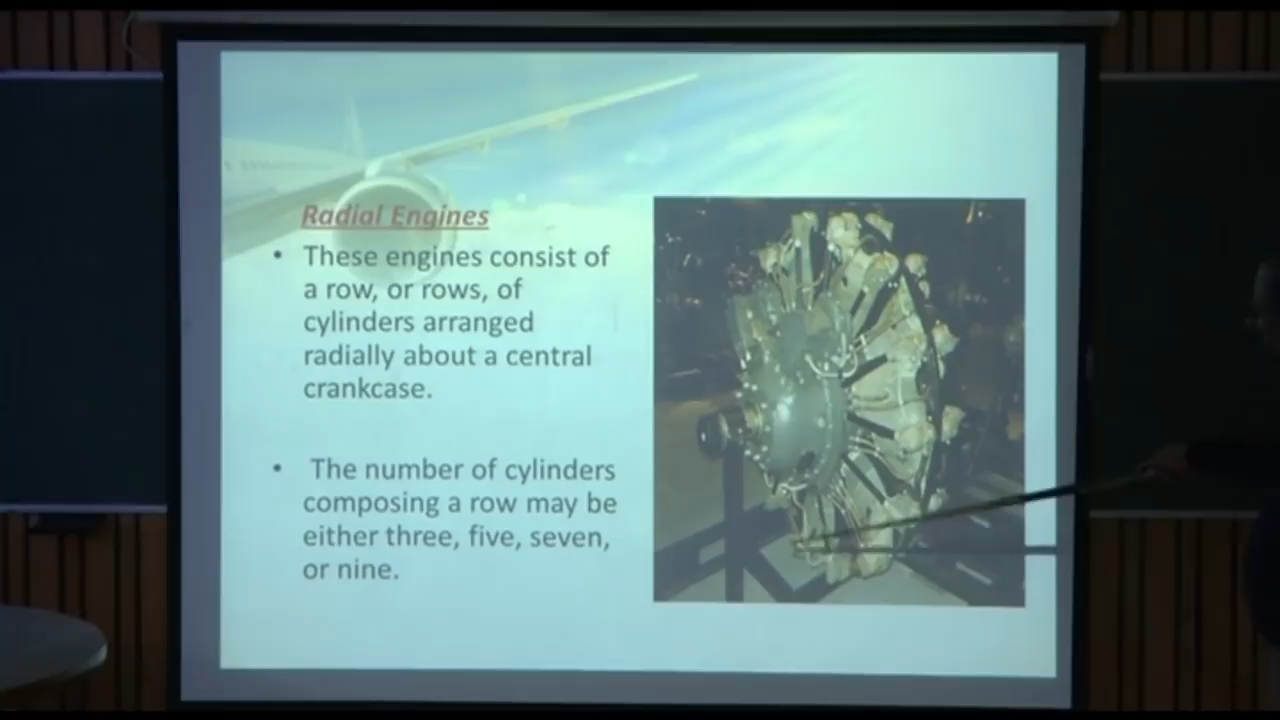 Radial Engines
• These engines consist of
a row, or rows, of
cylinders arranged
radially about a central
crankcase.
• The number of cylinders
composing a row may be
either three, five, seven,
or nine.